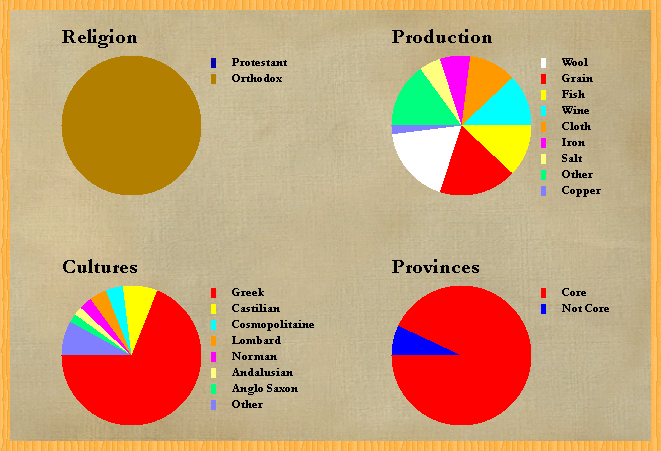 Religion
Protestant
Orthodox
Production
Wool
Grain
Fish
Wine
Cloth
Iron
Salt
Other
Copper
Cultures
Greek
Castilian
Cosmopolitaine
Lombard
Norman
Andalusian
Anglo Saxon
Other
Provinces
Core
Not Core